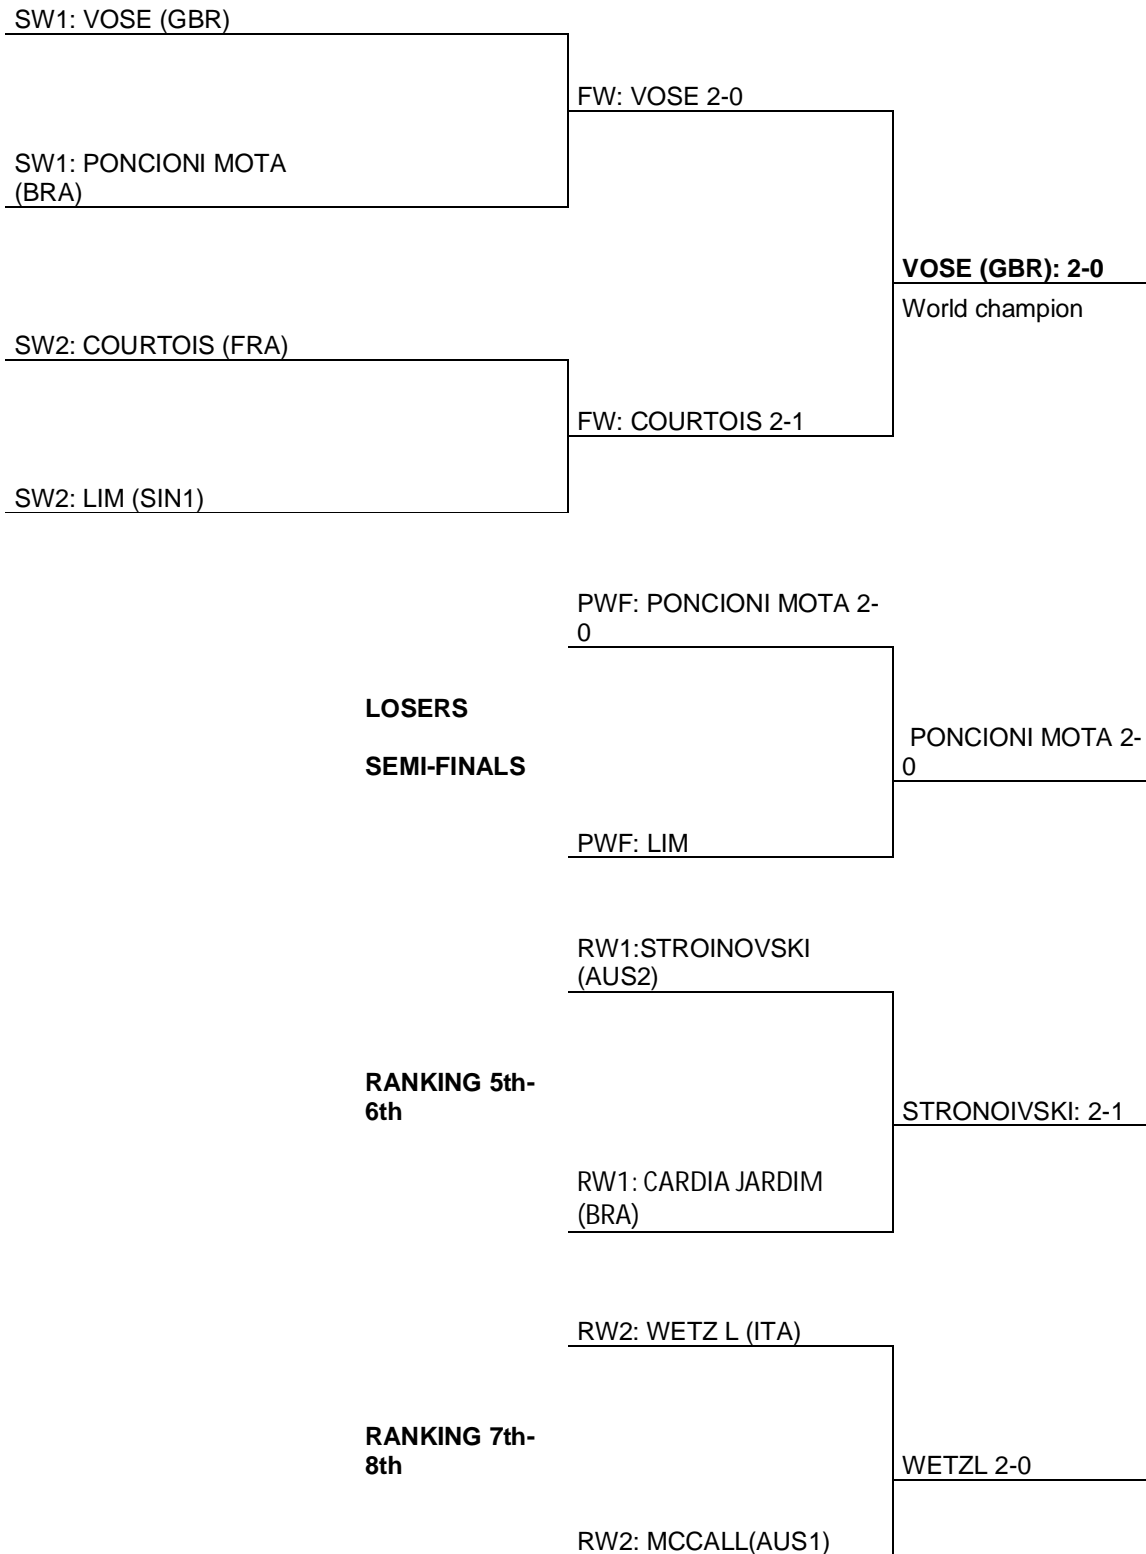 SW1: VOSE (GBR)
FW: VOSE 2-0
SW1: PONCIONI MOTA
(BRA)
VOSE (GBR): 2-0
World champion
SW2: COURTOIS (FRA)
FW: COURTOIS 2-1
SW2: LIM (SIN1)
PWF: PONCIONI MOTA 2-
0
LOSERS
SEMI-FINALS
PONCIONI MOTA 2-
0
PWF: LIM
RW1:STROINOVSKI
(AUS2)
RANKING 5th-
6th
STRONOIVSKI: 2-1
RW1: CARDIA JARDIM
(BRA)
RW2: WETZ L (ITA)
RANKING 7th-
8th
WETZL 2-0
RW2: MCCALL(AUS1)